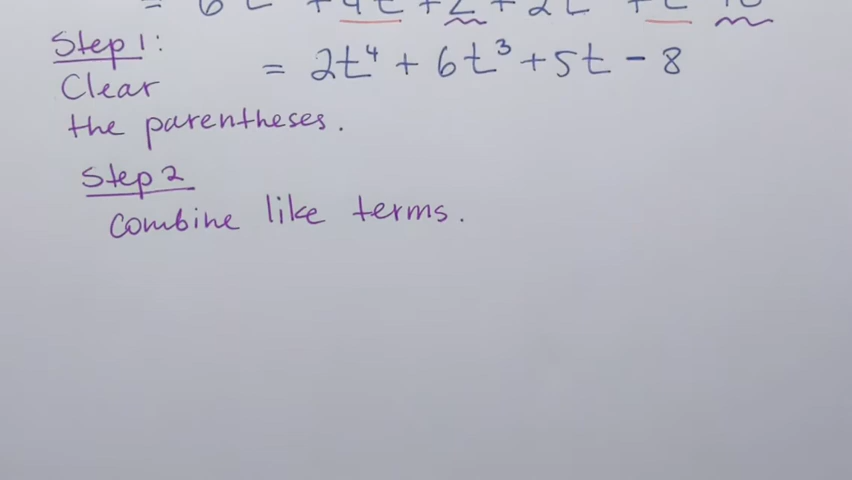 Step 1:
= 2t⁴ + 6t³ + 5t - 8
Clear
the parentheses.
Step 2
combine like terms.